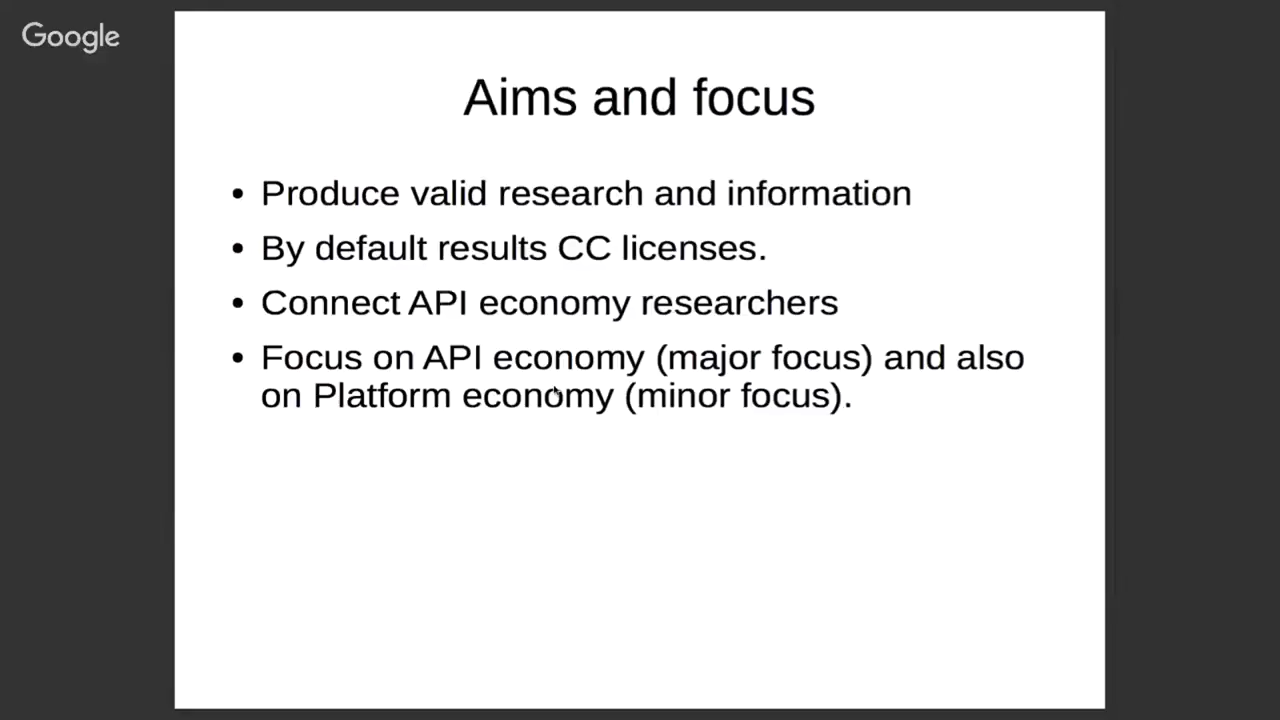 Google
Aims and focus
• Produce valid research and information
• By default results CC licenses.
• Connect API economy researchers
• Focus on API economy (major focus) and also
on Platform economy (minor focus).